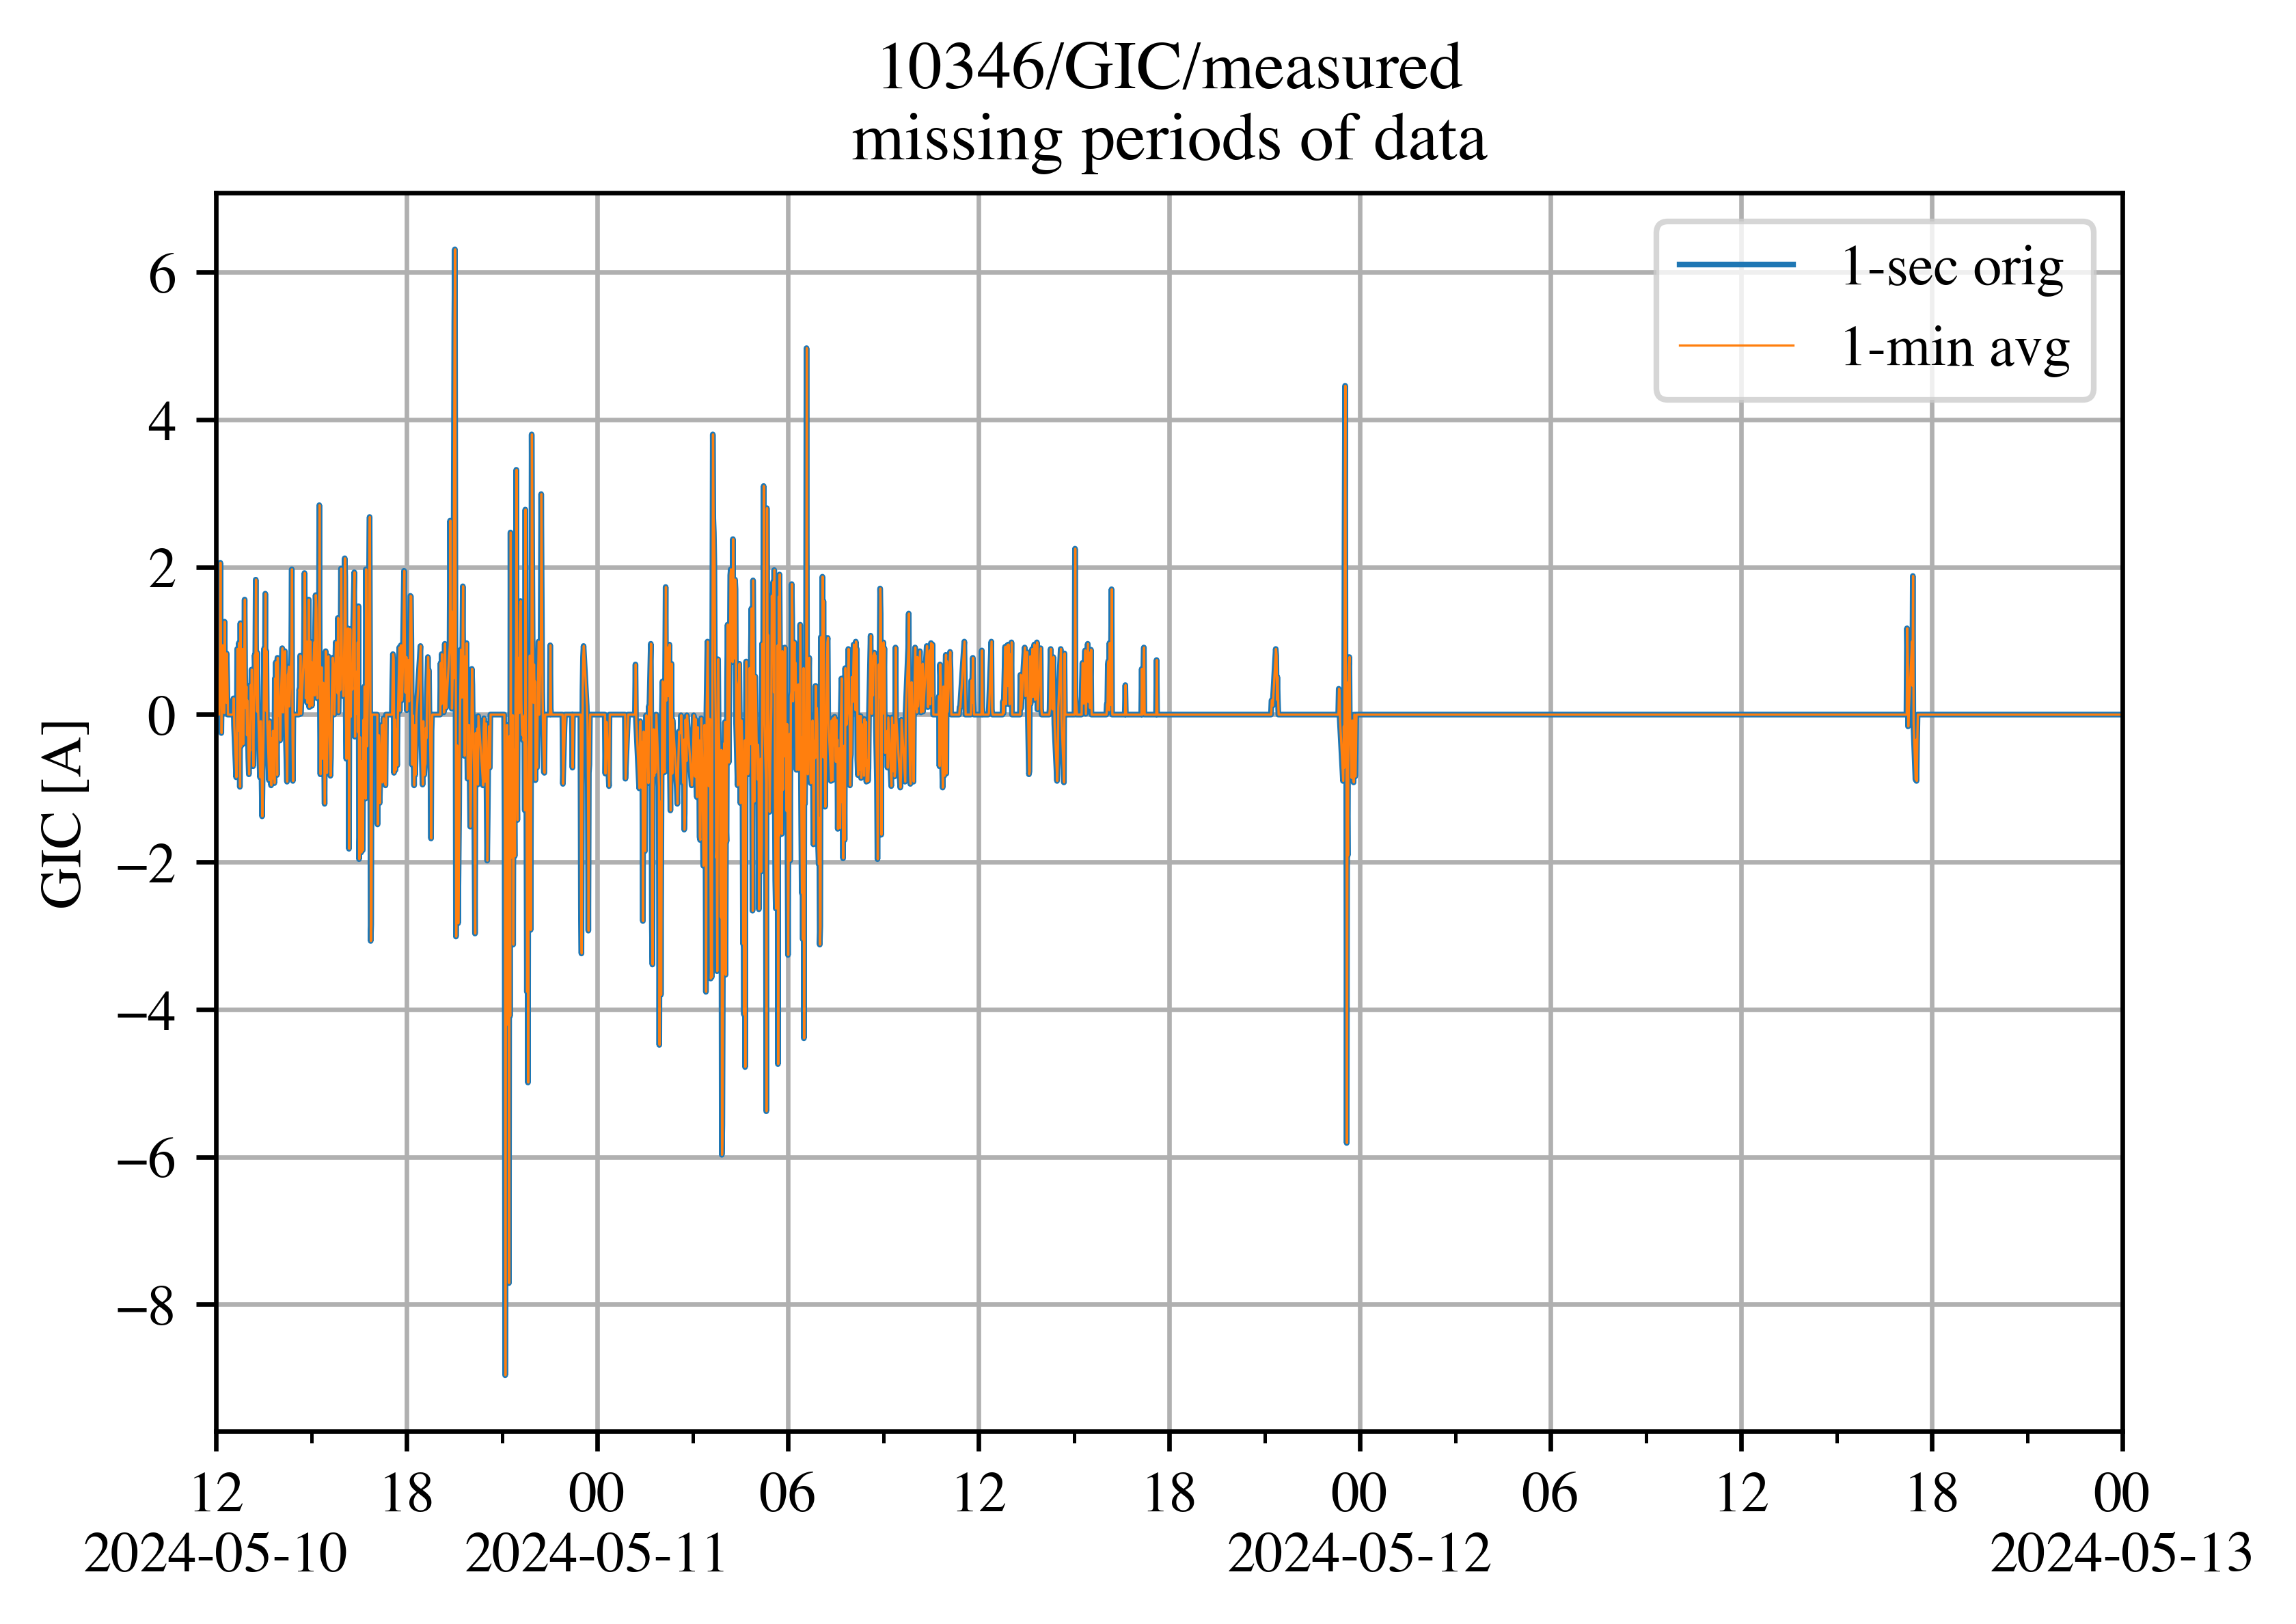 10346/GIC/measured
missing periods of data
1-sec orig
1-min avg
GIC [A]
6
4
2
0
−2
−4
−6
−8
12 18 00 06 12 18 00 06 12 18 00
2024-05-10 2024-05-11 2024-05-12 2024-05-13